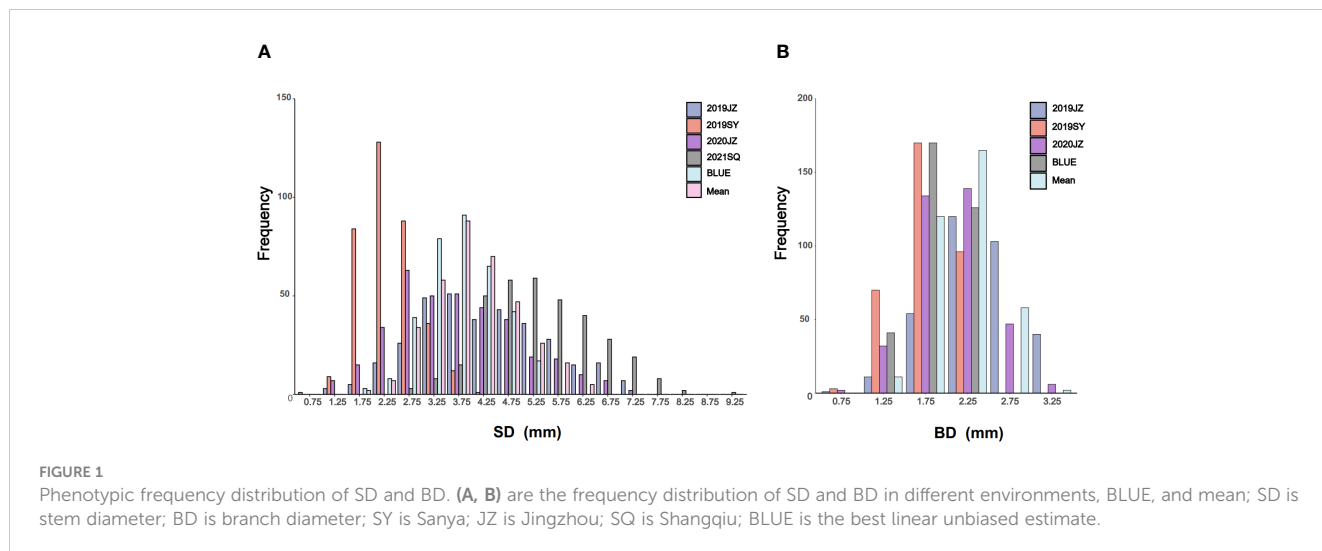 A
B
150
100
50
0
Frequency
2019JZ
2019SY
2020JZ
2021SQ
BLUE
Mean
0.75 1.25 1.75 2.25 2.75 3.25 3.75 4.25 4.75 5.25 5.75 6.25 6.75 7.25 7.75 8.25 8.75 9.25
SD (mm)
200
150
100
50
0
Frequency
2019JZ
2019SY
2020JZ
BLUE
Mean
0.75 1.25 1.75 2.25 2.75 3.25
BD (mm)
FIGURE 1
Phenotypic frequency distribution of SD and BD. (A, B) are the frequency distribution of SD and BD in different environments, BLUE, and mean; SD is
stem diameter; BD is branch diameter; SY is Sanya; JZ is Jingzhou; SQ is Shangqiu; BLUE is the best linear unbiased estimate.